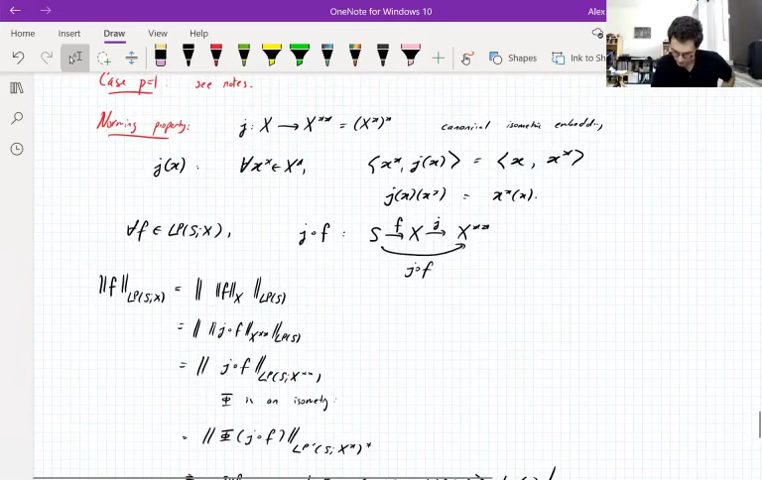 OneNote for Windows 10
Alex
Home Insert Draw View Help
Shapes Ink to Sh
Case p=1: see notes.
Norming property: j: X → X** = (X*)* canonical isometric embedding
j(x): ∀x* ∈ X*, ⟨x*, j(x)⟩ = ⟨x, x*⟩
j(x)(x*) = x*(x).
∀f ∈ L^p(S;X), j∘f : S →f X →j X**
j∘f
||f||_{L^p(S;X)} = || ||f||_X ||_{L^p(S)}
= || ||j∘f||_{X**} ||_{L^p(S)}
= || j∘f ||_{L^p(S;X**)}
Φ is an isometry:
= || Φ(j∘f) ||_{L^{p'}(S;X*)*}